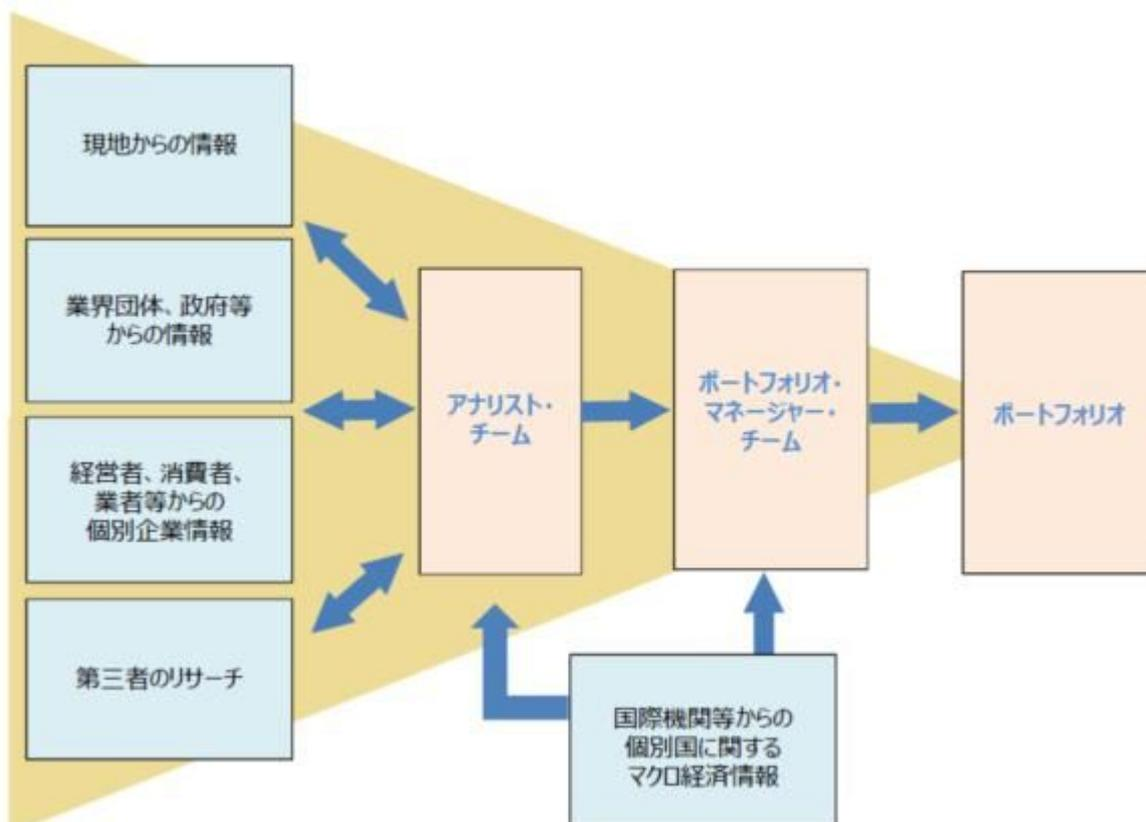 現地からの情報
業界団体、政府等
からの情報
経営者、消費者、
業者等からの
個別企業情報
第三者のリサーチ
アナリスト・
チーム
ポートフォリオ・
マネージャー・
チーム
ポートフォリオ
国際機関等からの
個別国に関する
マクロ経済情報